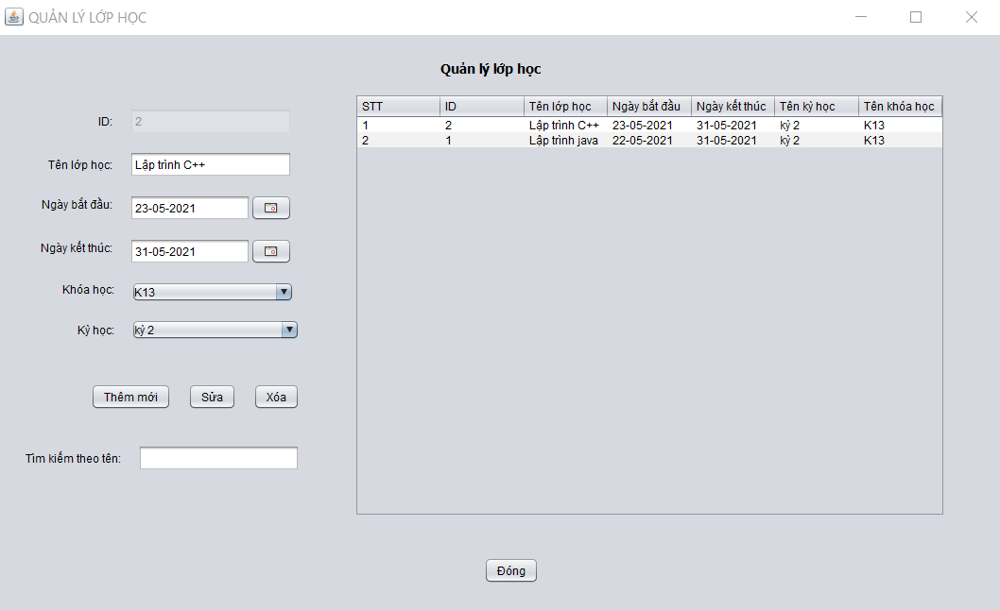 QUẢN LÝ LỚP HỌC
Quản lý lớp học
ID: 2
Tên lớp học: Lập trình C++
Ngày bắt đầu: 23-05-2021
Ngày kết thúc: 31-05-2021
Khóa học: K13
Kỳ học: kỳ 2
Thêm mới Sửa Xóa
Tìm kiếm theo tên:
STT ID Tên lớp học Ngày bắt đầu Ngày kết thúc Tên kỳ học Tên khóa học
1 2 Lập trình C++ 23-05-2021 31-05-2021 kỳ 2 K13
2 1 Lập trình java 22-05-2021 31-05-2021 kỳ 2 K13
Đóng